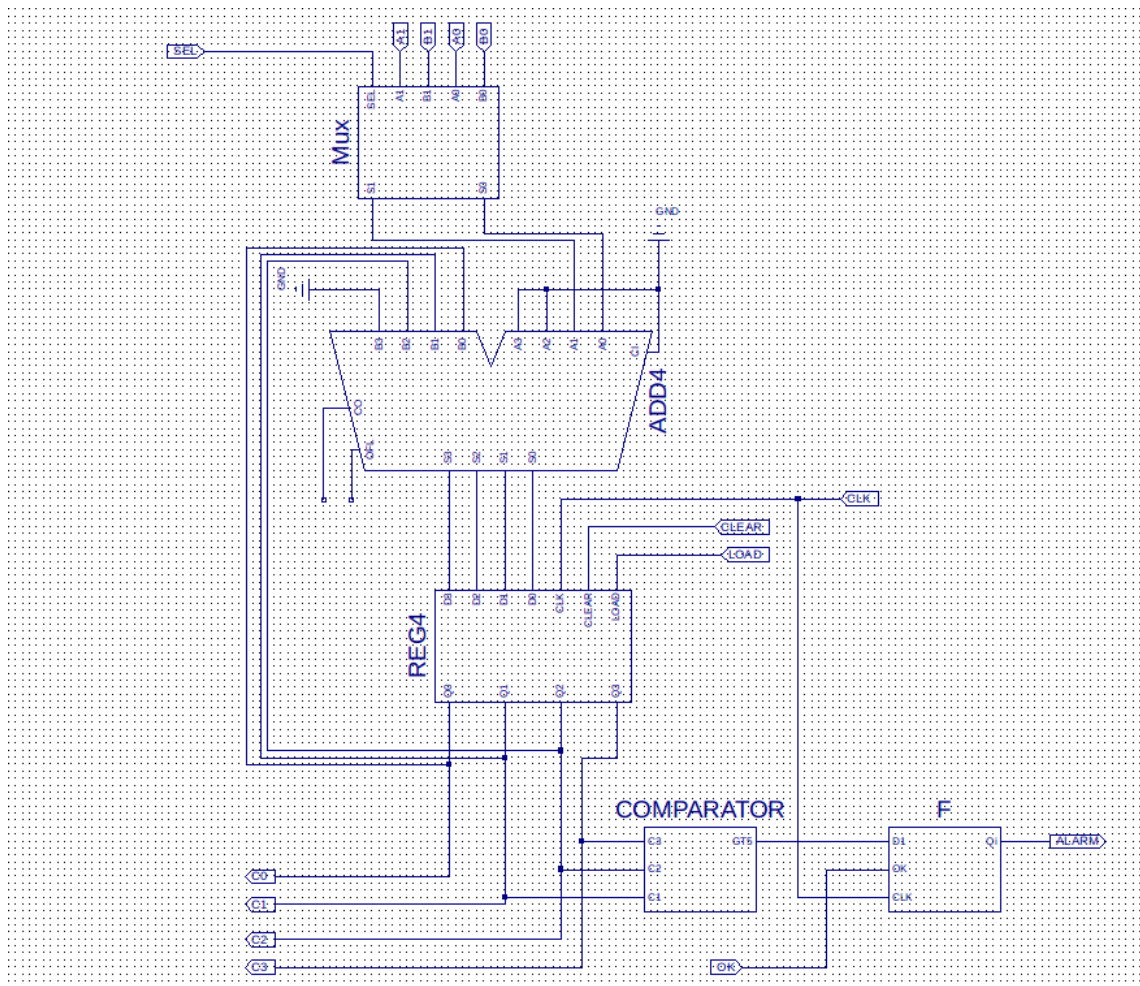 A1 B1 A0 B0
SEL
SEL A1 B1 A0 B0
Mux
S1 S0
GND
GND
B3 B2 B1 B0 A3 A2 A1 A0 CI
ADD4
CO
OFL
S3 S2 S1 S0
CLK
CLEAR
LOAD
D3 D2 D1 D0 CLK CLEAR LOAD
REG4
Q0 Q1 Q2 Q3
COMPARATOR F
C3 GT5 D1 Qi ALARM
C2 OK
C1 CLK
C0
C1
C2
C3
OK